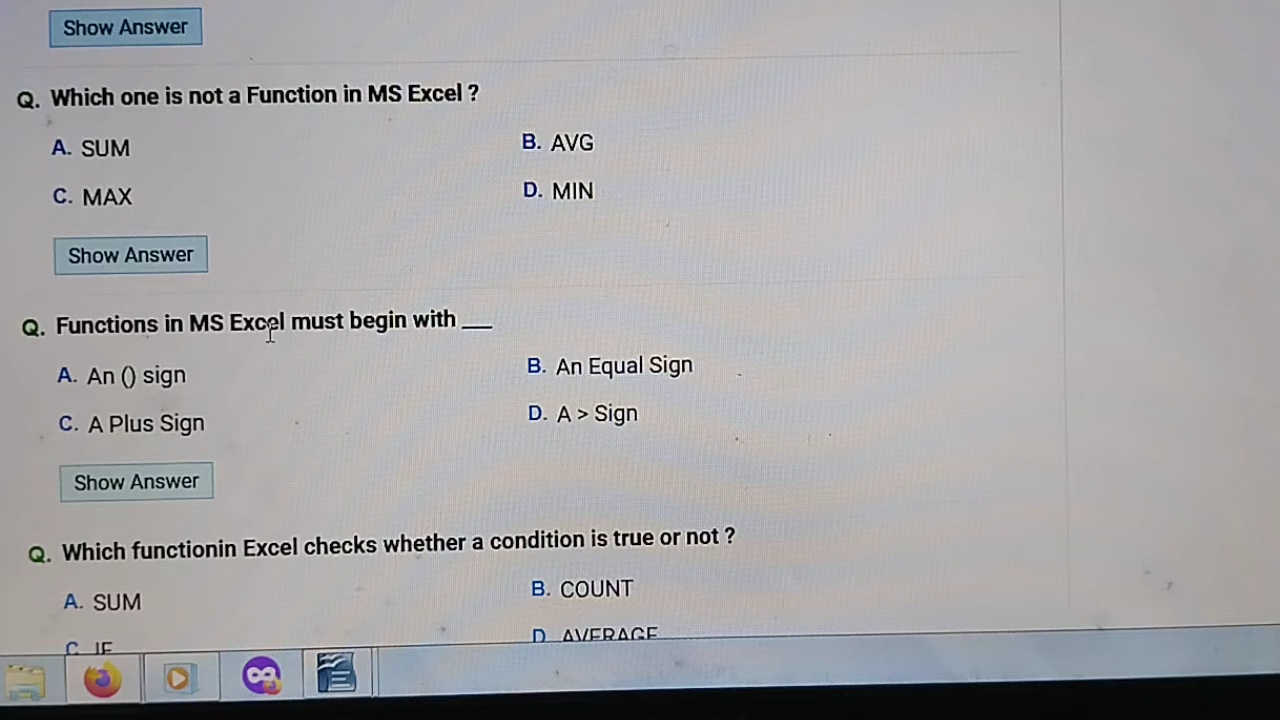 Show Answer
Q. Which one is not a Function in MS Excel ?
A. SUM
B. AVG
C. MAX
D. MIN
Show Answer
Q. Functions in MS Excel must begin with ___
A. An () sign
B. An Equal Sign
C. A Plus Sign
D. A > Sign
Show Answer
Q. Which functionin Excel checks whether a condition is true or not ?
A. SUM
B. COUNT
C. IF
D. AVERAGE